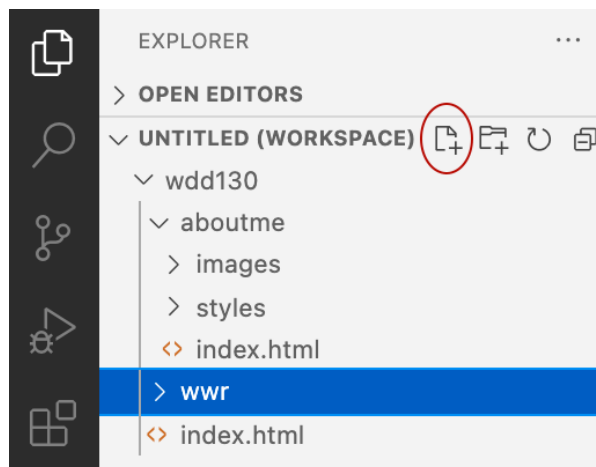 EXPLORER
OPEN EDITORS
UNTITLED (WORKSPACE)
wdd130
aboutme
images
styles
index.html
wwr
index.html